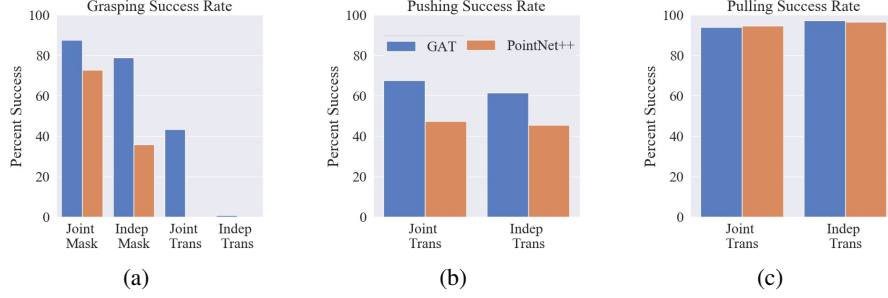 Grasping Success Rate
Percent Success
100
80
60
40
20
0
Joint Mask
Indep Mask
Joint Trans
Indep Trans
(a)
Pushing Success Rate
Percent Success
100
80
60
40
20
0
GAT
PointNet++
Joint Trans
Indep Trans
(b)
Pulling Success Rate
Percent Success
100
80
60
40
20
0
Joint Trans
Indep Trans
(c)